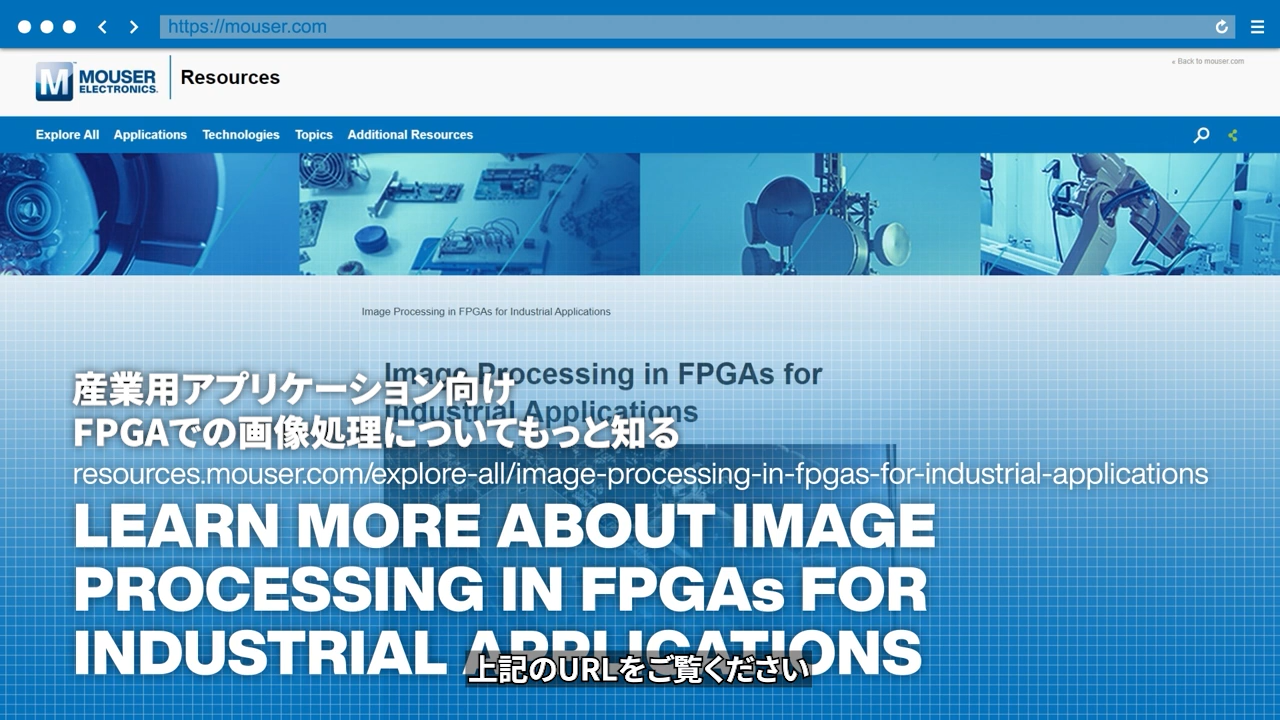 https://mouser.com
MOUSER
ELECTRONICS.
Resources
« Back to mouser.com
Explore All Applications Technologies Topics Additional Resources
Image Processing in FPGAs for Industrial Applications
Image Processing in FPGAs for
Industrial Applications
産業用アプリケーション向け
FPGAでの画像処理についてもっと知る
resources.mouser.com/explore-all/image-processing-in-fpgas-for-industrial-applications
LEARN MORE ABOUT IMAGE
PROCESSING IN FPGAs FOR
INDUSTRIAL APPLICATIONS
上記のURLをご覧ください